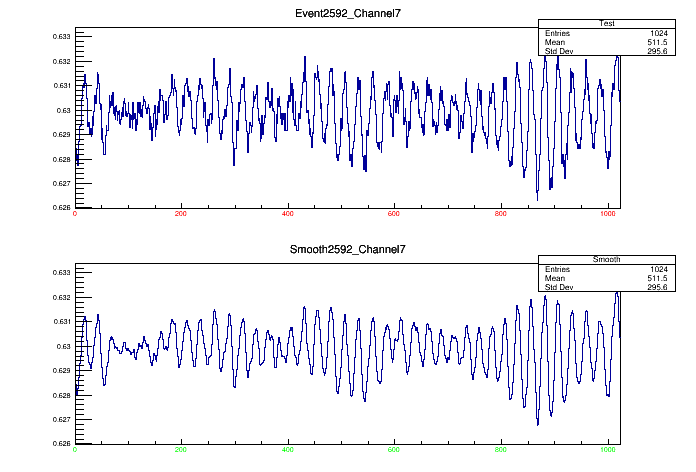 Event2592_Channel7
Test
Entries 1024
Mean 511.5
Std Dev 295.6
0.633
0.632
0.631
0.63
0.629
0.628
0.627
0.626
0 200 400 600 800 1000
Smooth2592_Channel7
Smooth
Entries 1024
Mean 511.5
Std Dev 295.6
0.633
0.632
0.631
0.63
0.629
0.628
0.627
0.626
0 200 400 600 800 1000